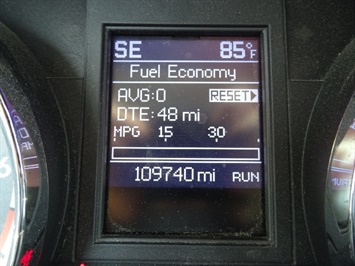 SE 85°F
Fuel Economy
AVG:0 RESET
DTE: 48 mi
MPG 15 30
109740 mi RUN